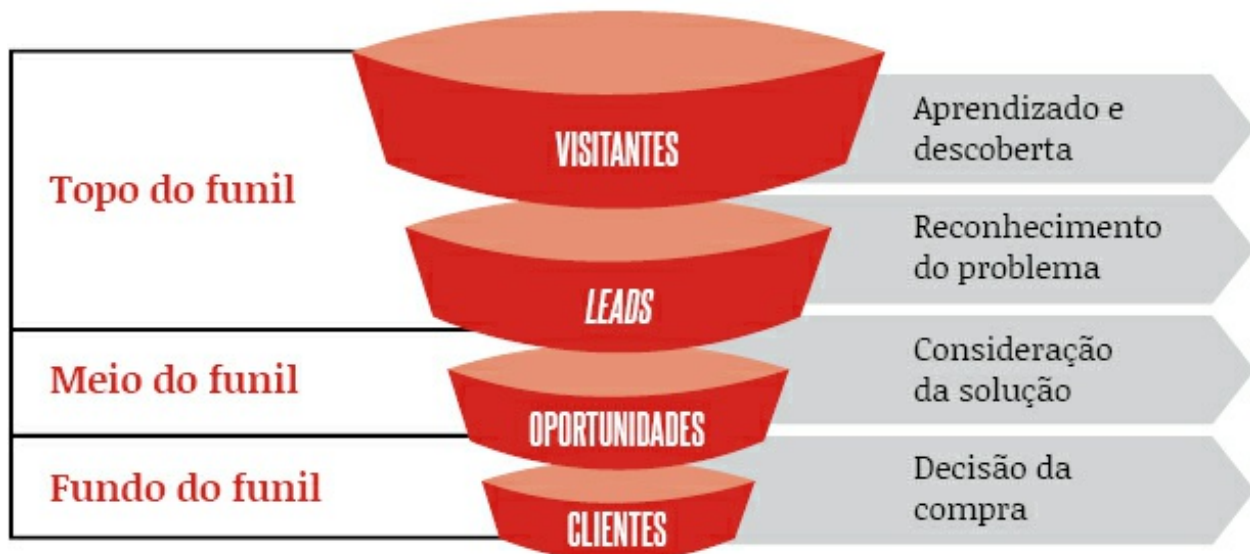 Topo do funil
VISITANTES
Aprendizado e
descoberta
LEADS
Reconhecimento
do problema
Meio do funil
OPORTUNIDADES
Consideração
da solução
Fundo do funil
CLIENTES
Decisão da
compra